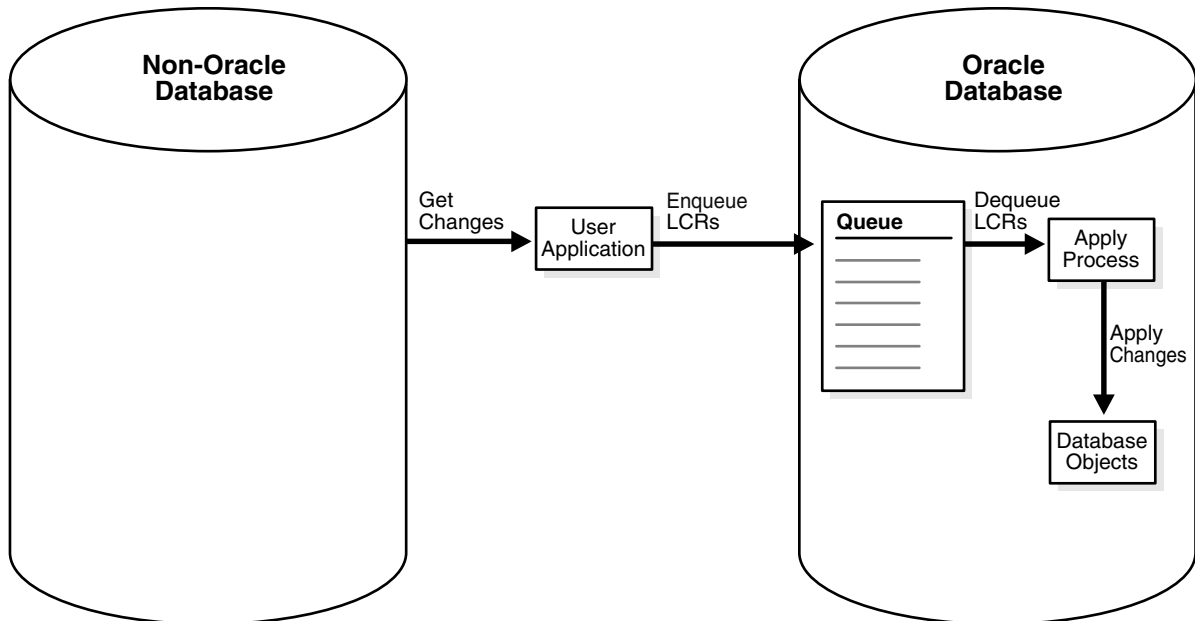 Non-Oracle
Database
Oracle
Database
Get
Changes
User
Application
Enqueue
LCRs
Queue
Dequeue
LCRs
Apply
Process
Apply
Changes
Database
Objects